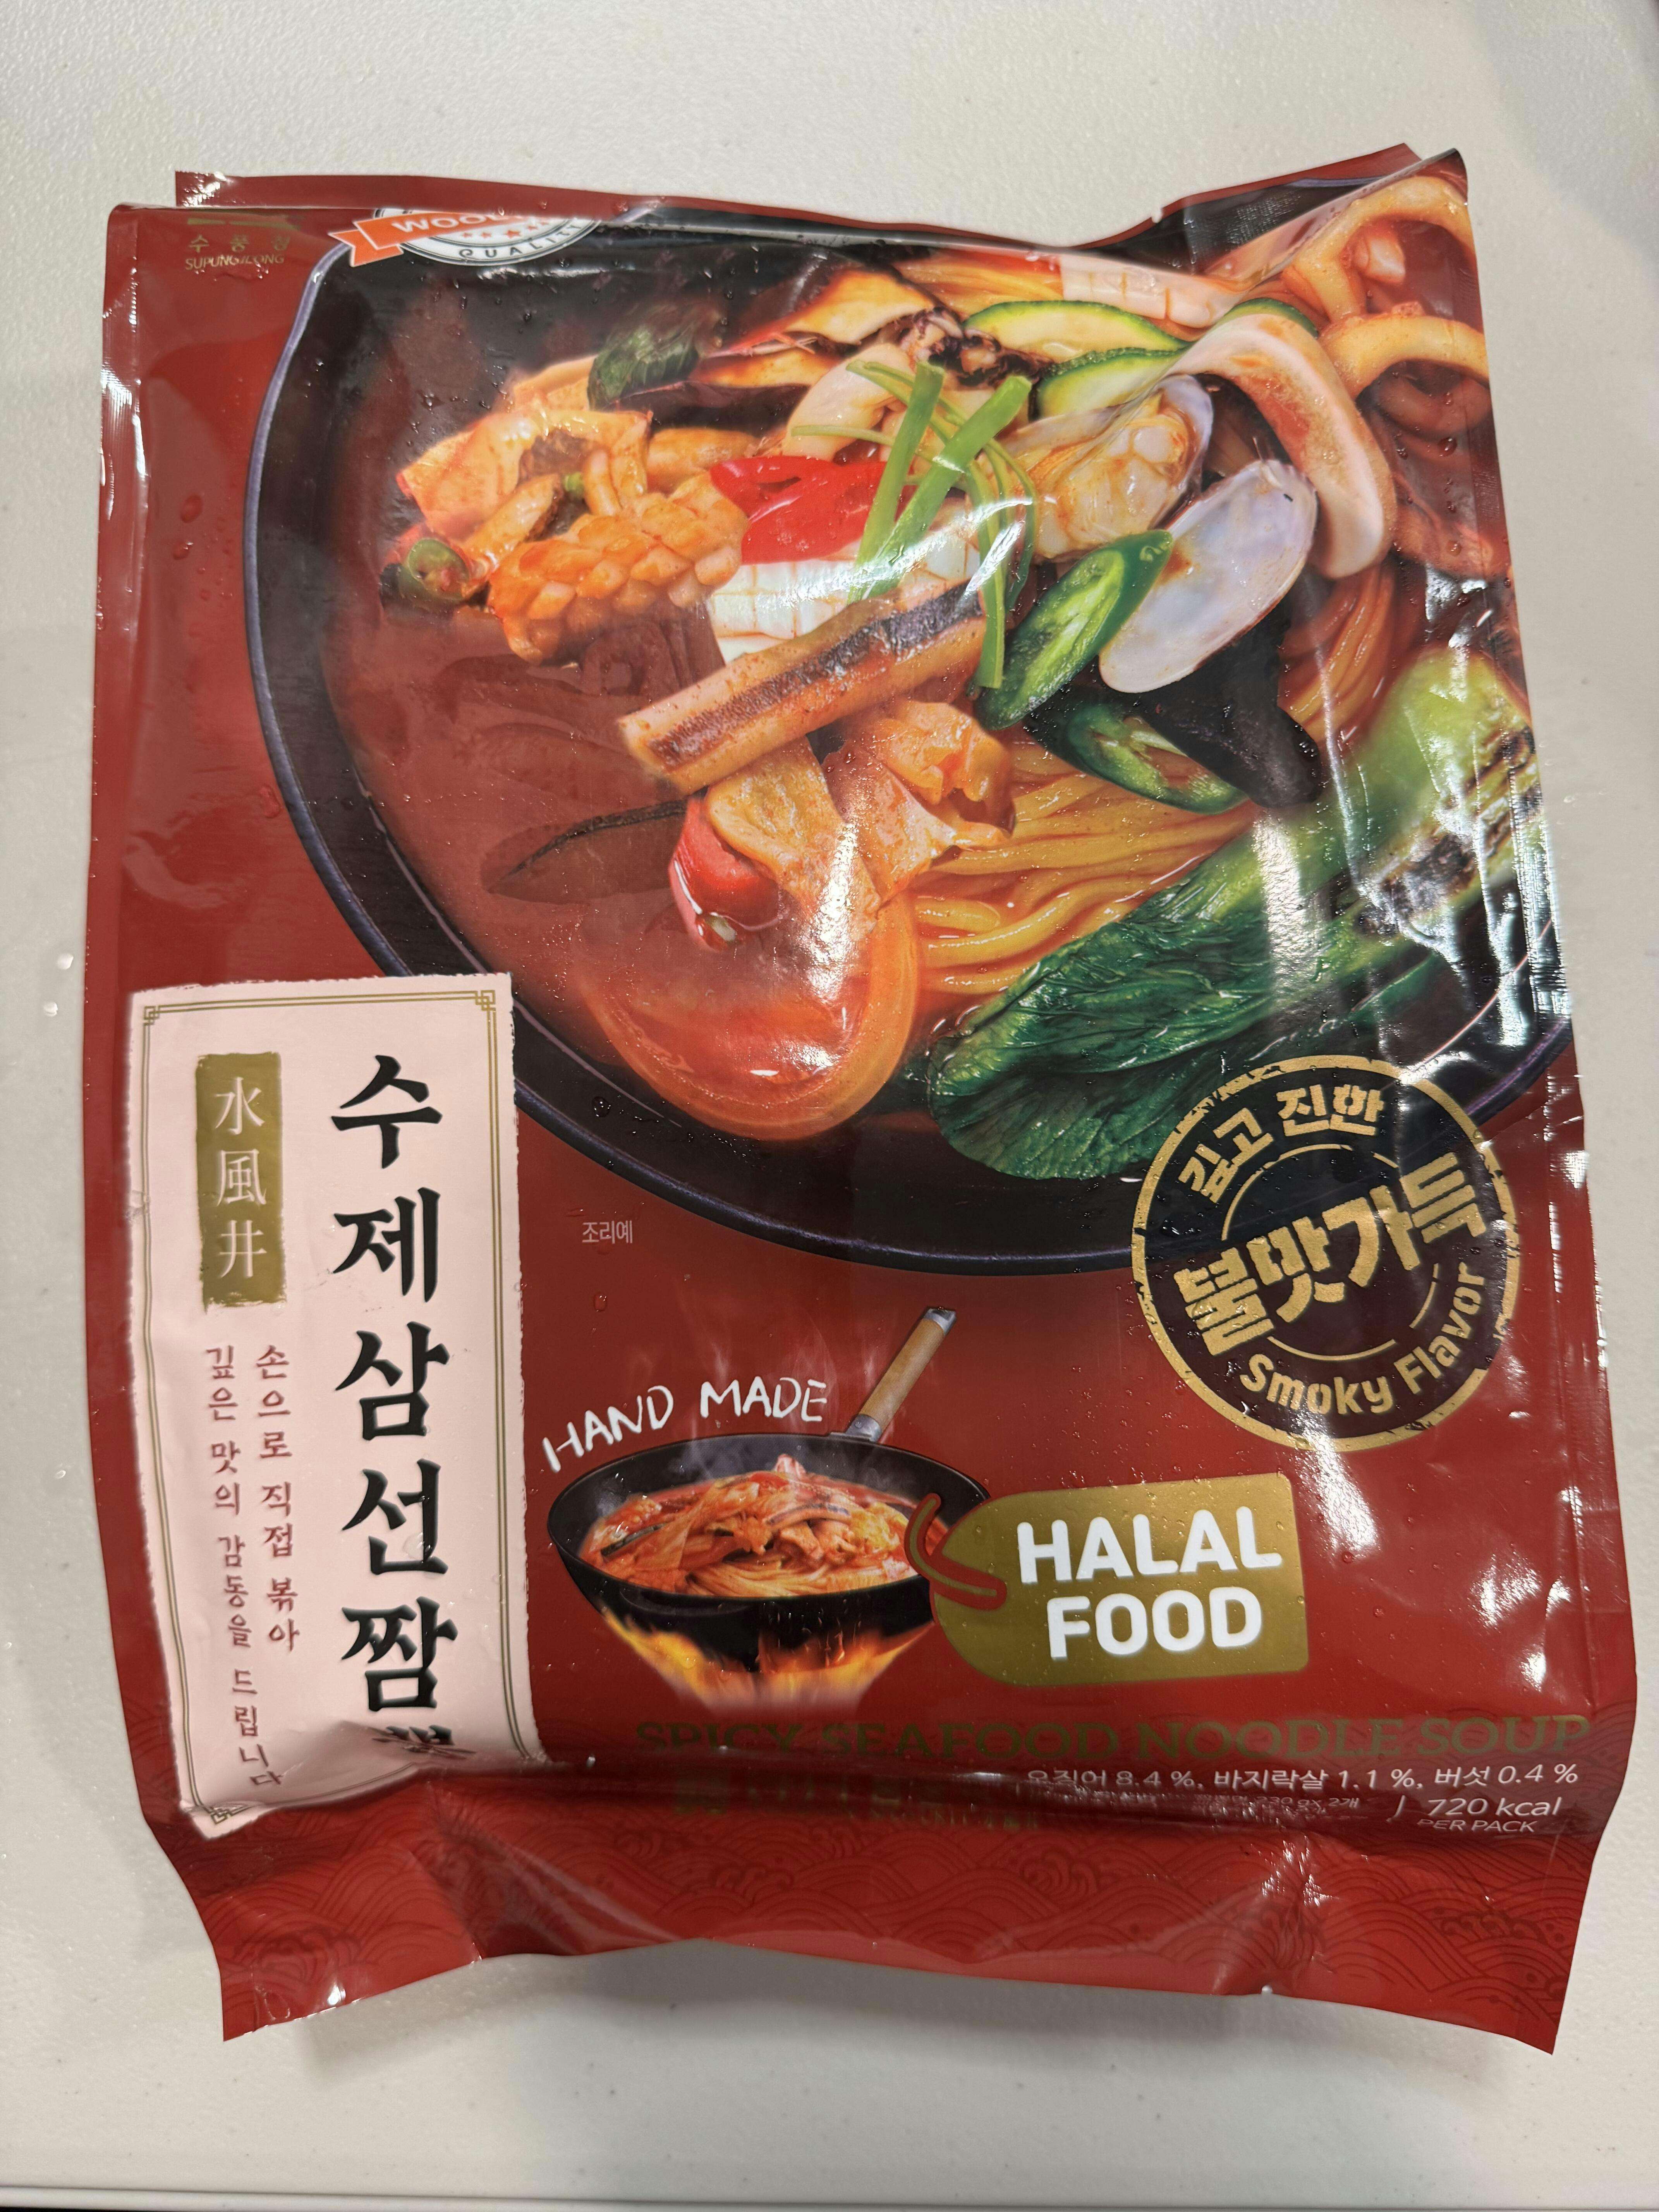 수풍정
SUPUNGJEONG
QUALITY
水風井
수제삼선짬뽕
손으로 직접 볶아
깊은 맛의 감동을 드립니다
조리예
깊고 진한
불맛가득
Smoky Flavor
HAND MADE
HALAL
FOOD
SPICY SEAFOOD NOODLE SOUP
오징어 8.4 %, 바지락살 1.1 %, 버섯 0.4 %
720 kcal
PER PACK